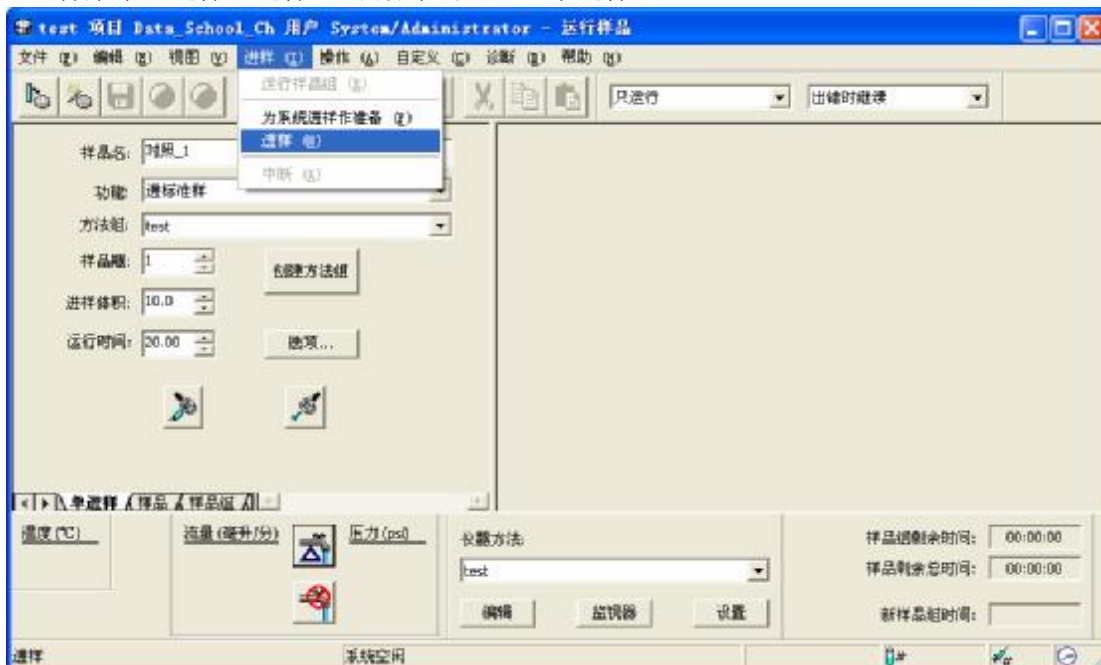 test 项目 Data_School_Ch 用户 System/Administrator - 运行样品
文件 (F) 编辑 (E) 视图 (V) 进样 (I) 操作 (A) 自定义 (C) 诊断 (D) 帮助 (H)
运行样品组 (R)
为系统进样作准备 (P)
进样 (N)
中断 (A)
只运行
出错时继续
样品名: 对照_1
功能: 进标准样
方法组: test
样品瓶: 1
创建方法组
进样体积: 10.0
运行时间: 20.00
选项...
单进样 样品 样品组
温度(℃)
流量(毫升/分)
压力(psi)
仪器方法:
test
编辑 监视器 设置
样品组剩余时间: 00:00:00
样品剩余总时间: 00:00:00
新样品组时间:
进样
系统空闲